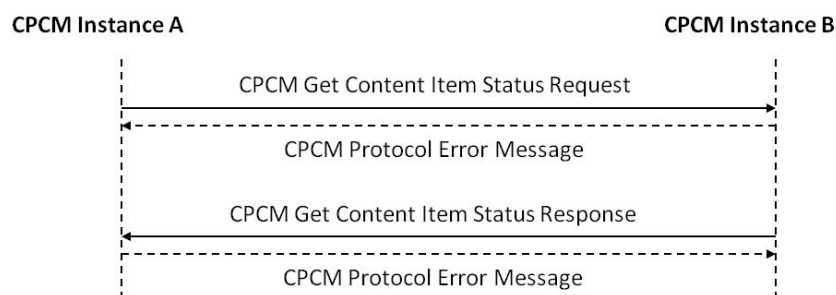 CPCM Instance A
CPCM Instance B
CPCM Get Content Item Status Request
CPCM Protocol Error Message
CPCM Get Content Item Status Response
CPCM Protocol Error Message